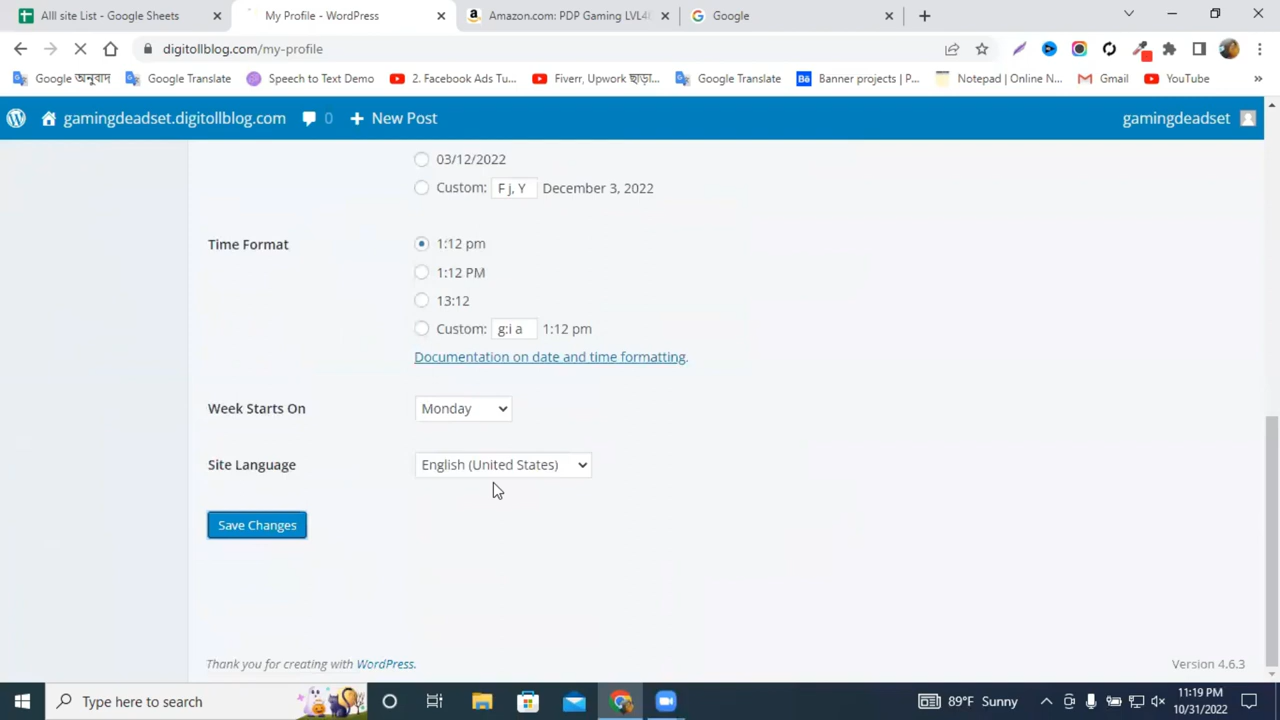 Alll site List - Google Sheets
My Profile - WordPress
Amazon.com: PDP Gaming LVL4
Google
digitollblog.com/my-profile
Google অনুবাদ
Google Translate
Speech to Text Demo
2. Facebook Ads Tu...
Fiverr, Upwork ছাড়া...
Google Translate
Banner projects | P...
Notepad | Online N...
Gmail
YouTube
gamingdeadset.digitollblog.com
0
New Post
gamingdeadset
03/12/2022
Custom: F j, Y December 3, 2022
Time Format
1:12 pm
1:12 PM
13:12
Custom: g:i a 1:12 pm
Documentation on date and time formatting.
Week Starts On
Monday
Site Language
English (United States)
Save Changes
Thank you for creating with WordPress.
Version 4.6.3
Type here to search
89°F Sunny
11:19 PM
10/31/2022